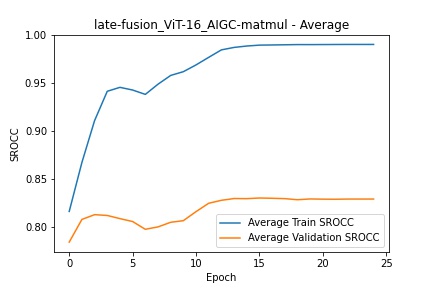 late-fusion_ViT-16_AIGC-matmul - Average
1.00
0.95
0.90
0.85
0.80
SROCC
Average Train SROCC
Average Validation SROCC
0 5 10 15 20 25
Epoch